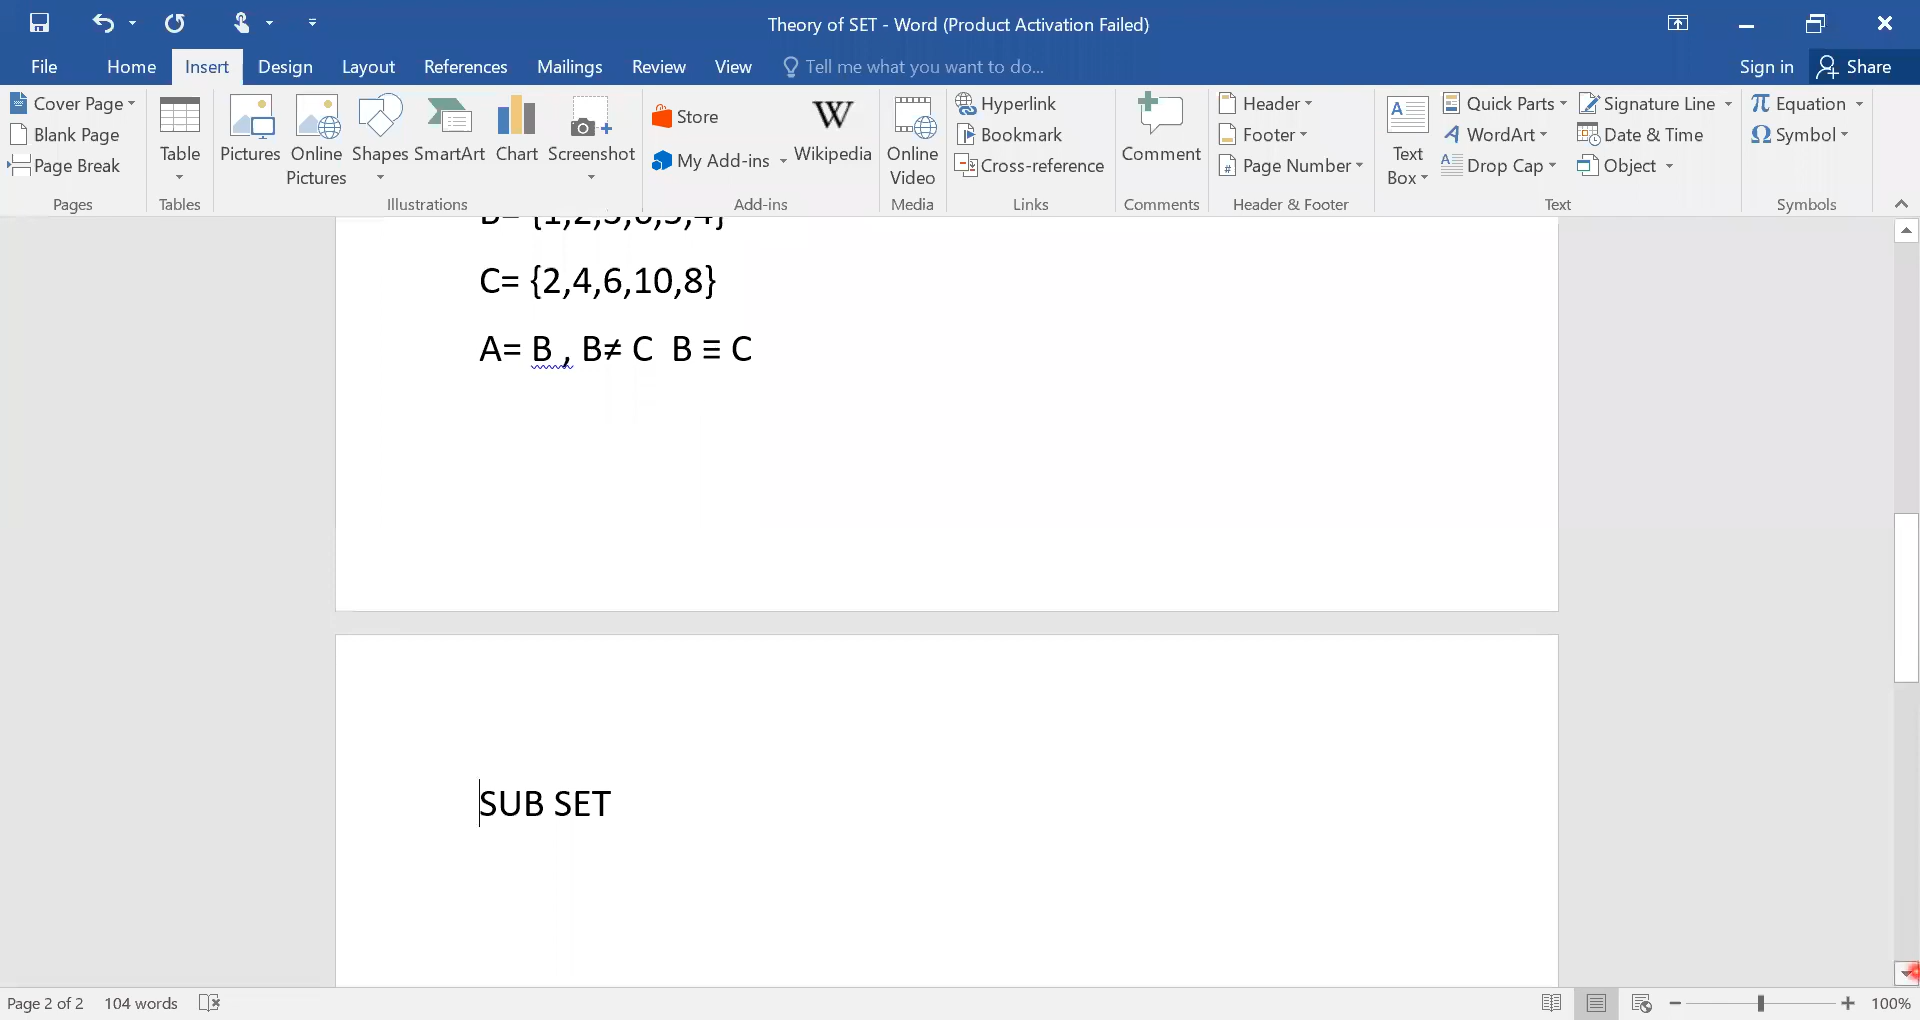 Theory of SET - Word (Product Activation Failed)
File Home Insert Design Layout References Mailings Review View Tell me what you want to do... Sign in Share
Cover Page
Blank Page
Page Break
Pages
Table
Tables
Pictures
Online Pictures
Shapes
SmartArt
Chart
Screenshot
Illustrations
Store
My Add-ins
Wikipedia
Add-ins
Online Video
Media
Hyperlink
Bookmark
Cross-reference
Links
Comment
Comments
Header
Footer
Page Number
Header & Footer
Text Box
Quick Parts
WordArt
Drop Cap
Signature Line
Date & Time
Object
Text
Equation
Symbol
Symbols
C= {2,4,6,10,8}
A= B , B≠ C B ≡ C
SUB SET
Page 2 of 2 104 words 100%